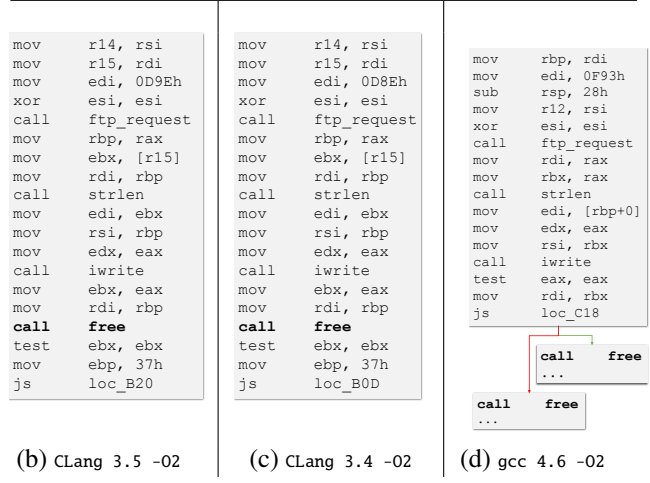 mov r14, rsi
mov r15, rdi
mov edi, 0D9Eh
xor esi, esi
call ftp_request
mov rbp, rax
mov ebx, [r15]
mov rdi, rbp
call strlen
mov edi, ebx
mov rsi, rbp
mov edx, eax
call iwrite
mov ebx, eax
mov rdi, rbp
call free
test ebx, ebx
mov ebp, 37h
js loc_B20
(b) CLang 3.5 -O2
mov r14, rsi
mov r15, rdi
mov edi, 0D8Eh
xor esi, esi
call ftp_request
mov rbp, rax
mov ebx, [r15]
mov rdi, rbp
call strlen
mov edi, ebx
mov rsi, rbp
mov edx, eax
call iwrite
mov ebx, eax
mov rdi, rbp
call free
test ebx, ebx
mov ebp, 37h
js loc_B0D
(c) CLang 3.4 -O2
mov rbp, rdi
mov edi, 0F93h
sub rsp, 28h
mov r12, rsi
xor esi, esi
call ftp_request
mov rdi, rax
mov rbx, rax
call strlen
mov edi, [rbp+0]
mov edx, eax
mov rsi, rbx
call iwrite
test eax, eax
mov rdi, rbx
js loc_C18
call free
...
call free
...
(d) gcc 4.6 -O2